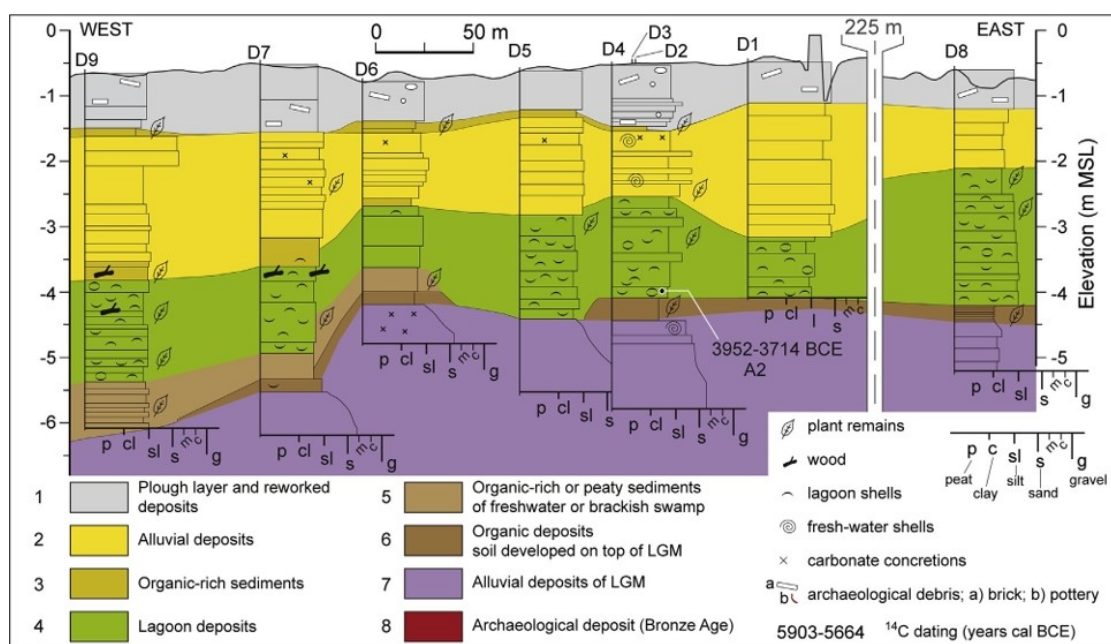 WEST
0 50 m
D3
D2
225 m
EAST
D9
D7
D6
D5
D4
D1
D8
0
-1
-2
-3
-4
-5
-6
0
-1
-2
-3
-4
-5
Elevation (m MSL)
3952-3714 BCE
A2
p cl sl s m c g
p cl sl s m c g
p cl sl s m c g
p cl sl s
p cl sl s m c g
p cl l s m c g
p cl sl s m c g
p c sl s gravel
peat clay silt sand
1 Plough layer and reworked
deposits
2 Alluvial deposits
3 Organic-rich sediments
4 Lagoon deposits
5 Organic-rich or peaty sediments
of freshwater or brackish swamp
6 Organic deposits
soil developed on top of LGM
7 Alluvial deposits of LGM
8 Archaeological deposit (Bronze Age)
plant remains
wood
lagoon shells
fresh-water shells
x carbonate concretions
a
b archaeological debris; a) brick; b) pottery
5903-5664 14C dating (years cal BCE)